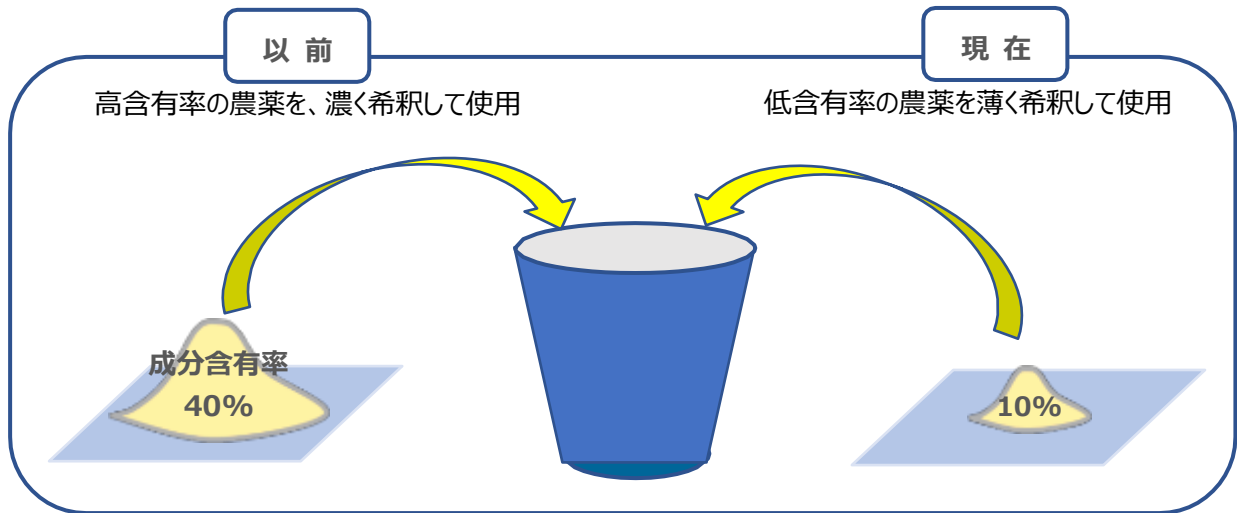 以 前
現 在
高含有率の農薬を、濃く希釈して使用
低含有率の農薬を薄く希釈して使用
成分含有率
40%
10%